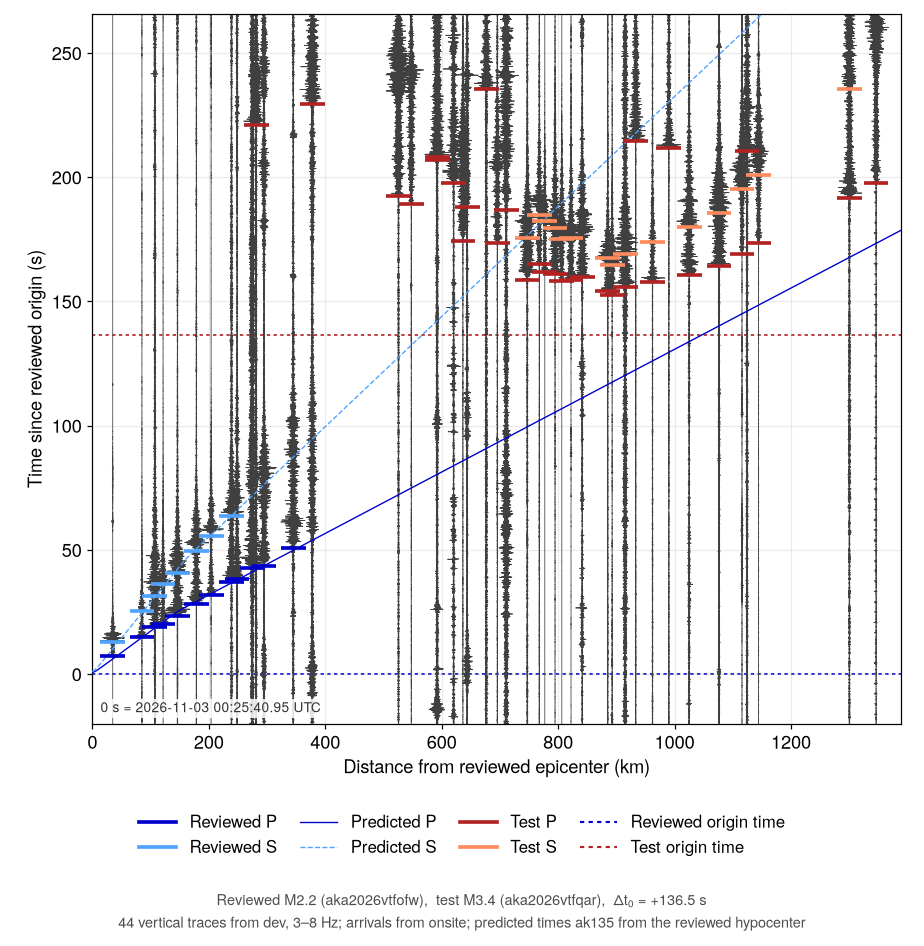 250
200
150
100
50
0
Time since reviewed origin (s)
0 s = 2026-11-03 00:25:40.95 UTC
0 200 400 600 800 1000 1200
Distance from reviewed epicenter (km)
Reviewed P Predicted P Test P Reviewed origin time
Reviewed S Predicted S Test S Test origin time
Reviewed M2.2 (aka2026vtfofw), test M3.4 (aka2026vtfqar), Δt₀ = +136.5 s
44 vertical traces from dev, 3–8 Hz; arrivals from onsite; predicted times ak135 from the reviewed hypocenter